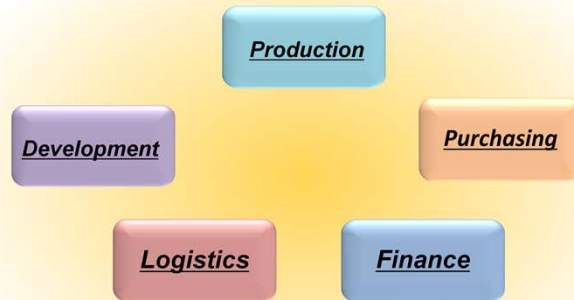 Production
Development
Purchasing
Logistics
Finance